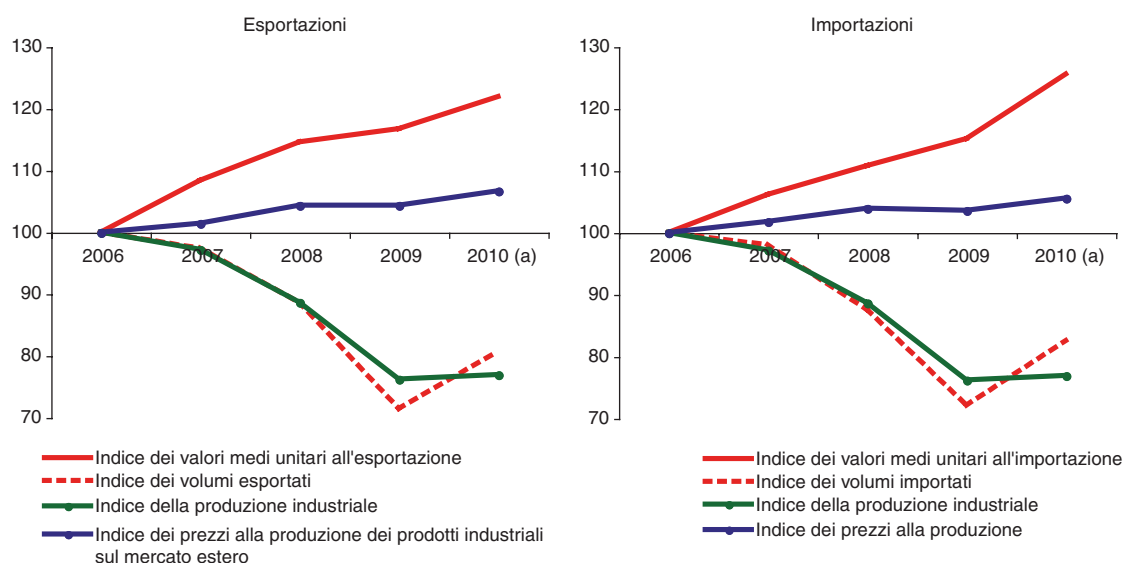 Esportazioni
130
120
110
100
90
80
70
2006 2007 2008 2009 2010 (a)
Indice dei valori medi unitari all'esportazione
Indice dei volumi esportati
Indice della produzione industriale
Indice dei prezzi alla produzione dei prodotti industriali
sul mercato estero
Importazioni
130
120
110
100
90
80
70
2006 2007 2008 2009 2010 (a)
Indice dei valori medi unitari all'importazione
Indice dei volumi importati
Indice della produzione industriale
Indice dei prezzi alla produzione